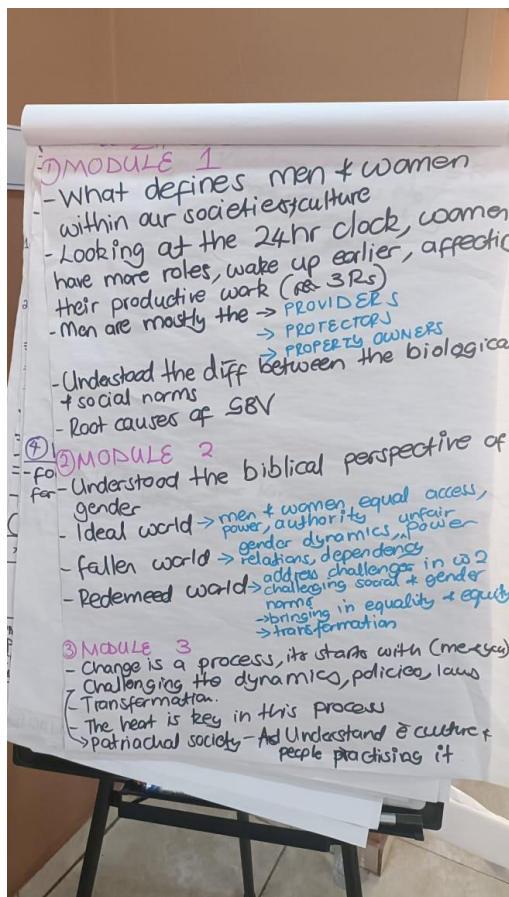 ① MODULE 1
- What defines men & women
within our societies/culture
- Looking at the 24hr clock, women
have more roles, wake up earlier, affectin
their productive work (3Rs)
- Men are mostly the → PROVIDERS
→ PROTECTORS
→ PROPERTY OWNERS
- Understood the diff between the biologica
& social norms
- Root causes of GBV
② MODULE 2
- Understood the biblical perspective of
gender
- Ideal world → men & women, equal access,
power, authority
- fallen world → unfair gender dynamics, power
relations, dependency
- Redemeed world → address challenges in w2
challenging social & gender
norms
→ bringing in equality & equity
→ transformation
③ MODULE 3
- Change is a process, its starts with (me & you)
- Challenging the dynamics, policies, laws
- Transformation.
- The heat is key in this process
→ patriachal society - Understand culture &
people practising it
④
- fo
for